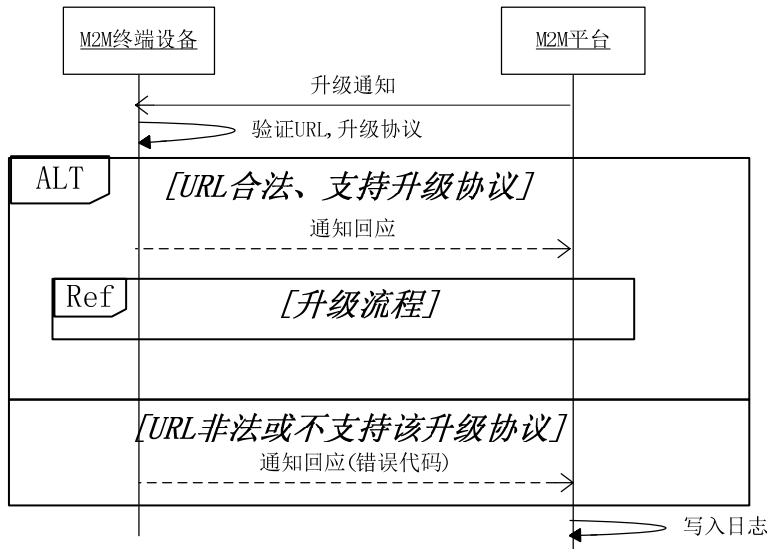 M2M终端设备
M2M平台
升级通知
验证URL,升级协议
ALT
[URL合法、支持升级协议]
通知回应
Ref
[升级流程]
[URL非法或不支持该升级协议]
通知回应(错误代码)
写入日志